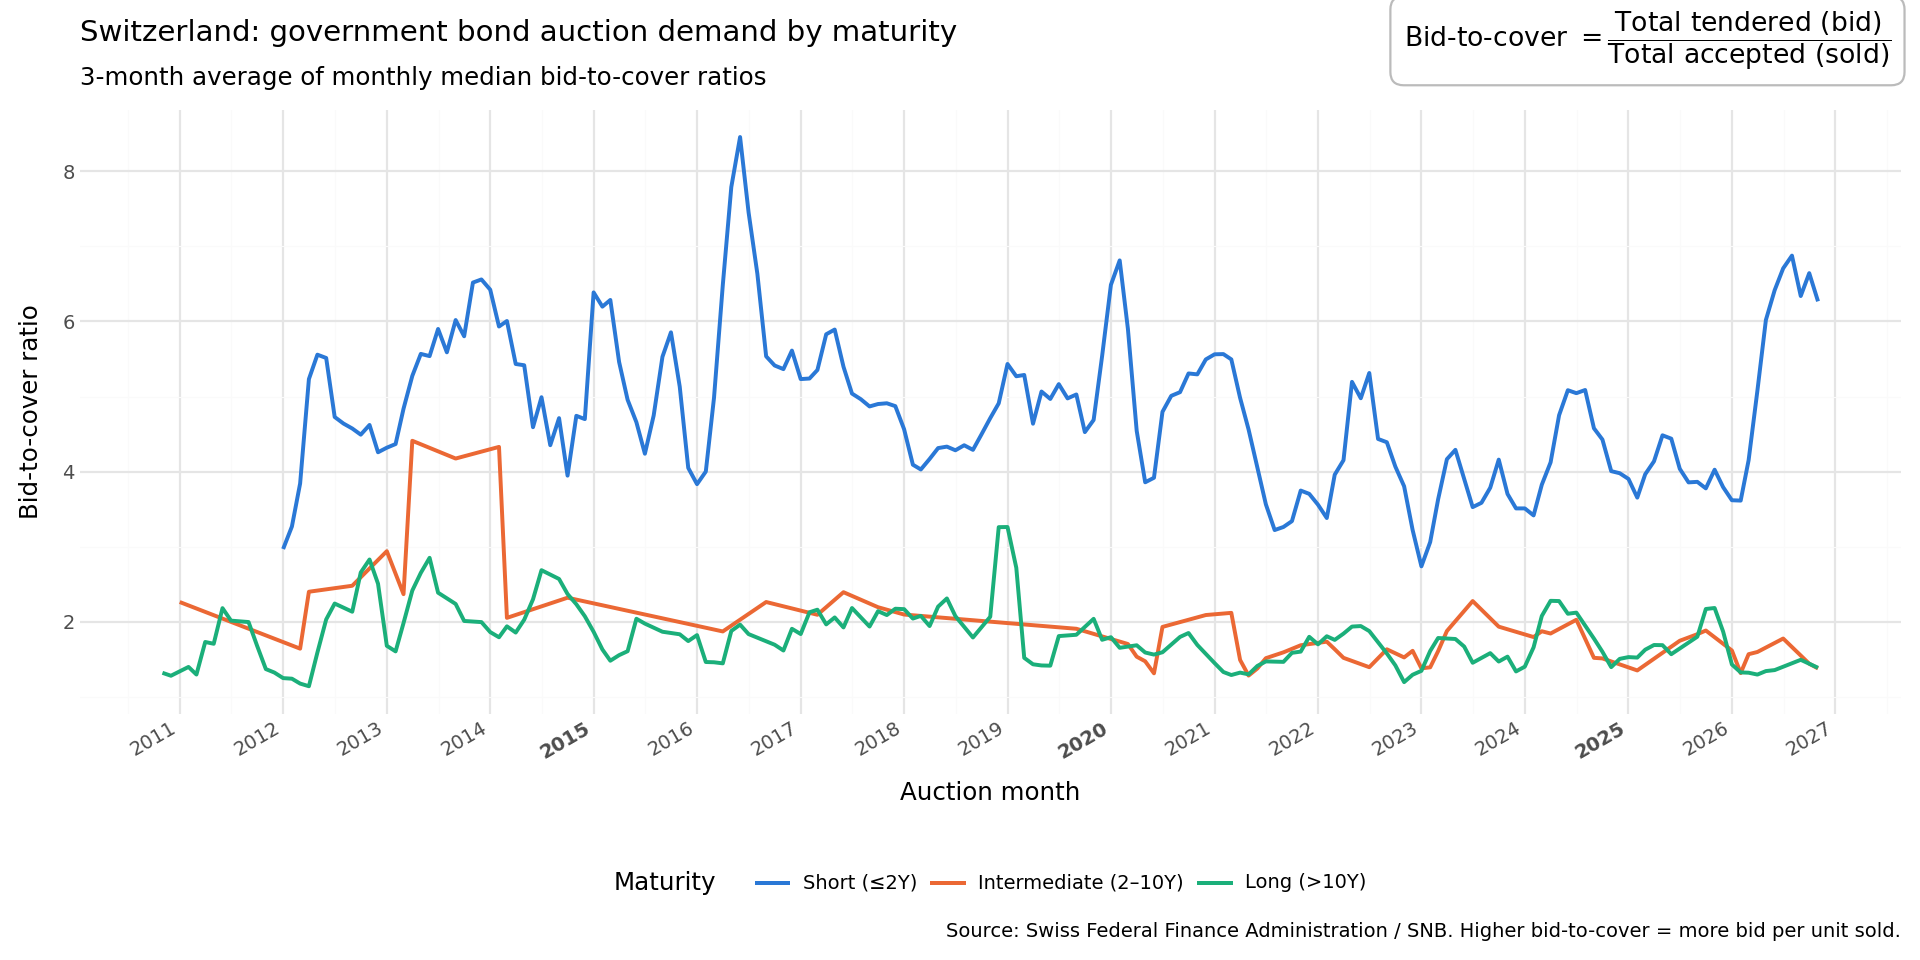 Switzerland: government bond auction demand by maturity
3-month average of monthly median bid-to-cover ratios
Bid-to-cover = Total tendered (bid)
Total accepted (sold)
Bid-to-cover ratio
8
6
4
2
2011
2012
2013
2014
2015
2016
2017
2018
2019
2020
2021
2022
2023
2024
2025
2026
2027
Auction month
Maturity
Short (≤2Y)
Intermediate (2–10Y)
Long (>10Y)
Source: Swiss Federal Finance Administration / SNB. Higher bid-to-cover = more bid per unit sold.